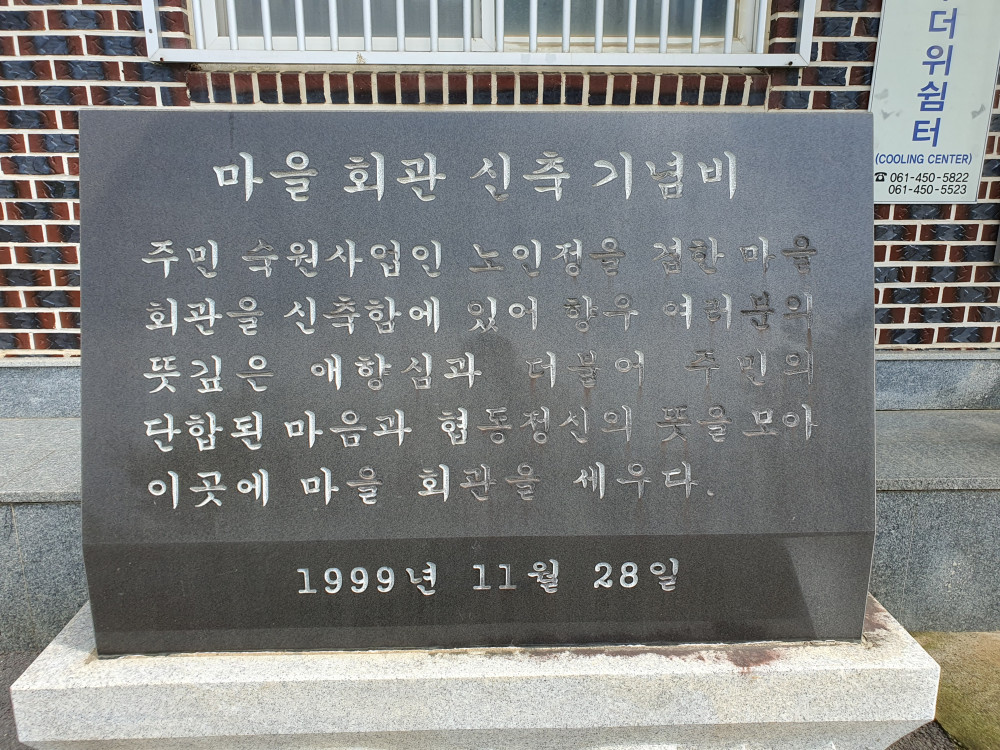 마을 회관 신축 기념비
주민 숙원사업인 노인정을 겸한 마을
회관을 신축함에 있어 향우 여러분의
뜻깊은 애향심과 더불어 주민의
단합된 마음과 협동정신의 뜻을 모아
이곳에 마을 회관을 세우다.
1999년 11월 28일
더위쉼터
(COOLING CENTER)
☎ 061-450-5822
061-450-5523